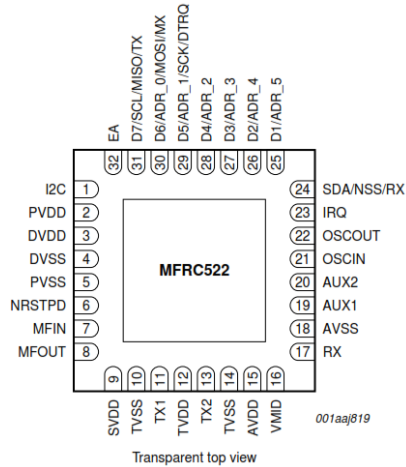 EA
D7/SCL/MISO/TX
D6/ADR_0/MOSI/MX
D5/ADR_1/SCK/DTRQ
D4/ADR_2
D3/ADR_3
D2/ADR_4
D1/ADR_5
32
31
30
29
28
27
26
25
I2C 1
PVDD 2
DVDD 3
DVSS 4
PVSS 5
NRSTPD 6
MFIN 7
MFOUT 8
MFRC522
24 SDA/NSS/RX
23 IRQ
22 OSCOUT
21 OSCIN
20 AUX2
19 AUX1
18 AVSS
17 RX
9
10
11
12
13
14
15
16
SVDD
TVSS
TX1
TVDD
TX2
TVSS
AVDD
VMID
001aaj819
Transparent top view